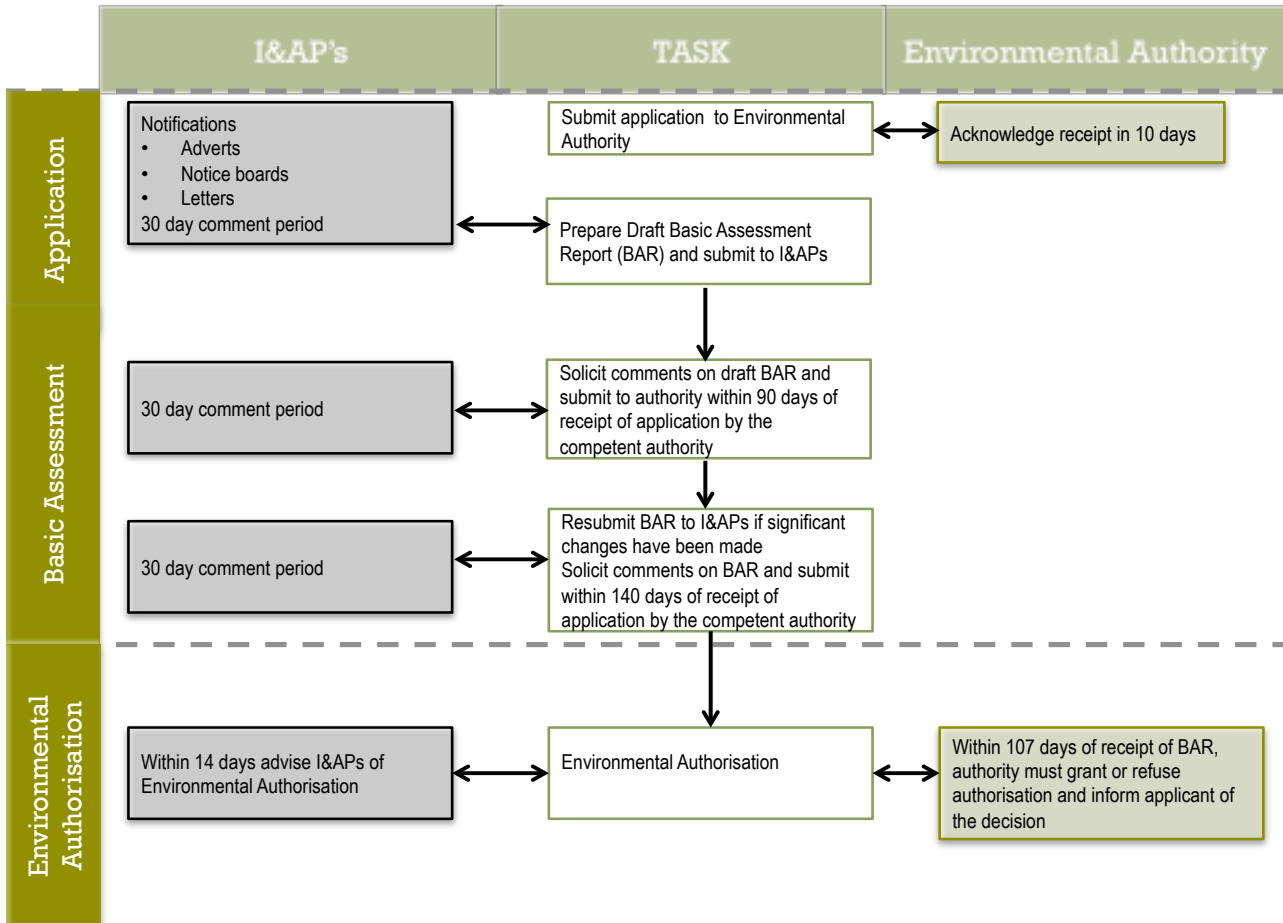 I&AP's
TASK
Environmental Authority
Application
Notifications
• Adverts
• Notice boards
• Letters
30 day comment period
Submit application to Environmental
Authority
Acknowledge receipt in 10 days
Prepare Draft Basic Assessment
Report (BAR) and submit to I&APs
Basic Assessment
30 day comment period
Solicit comments on draft BAR and
submit to authority within 90 days of
receipt of application by the
competent authority
30 day comment period
Resubmit BAR to I&APs if significant
changes have been made
Solicit comments on BAR and submit
within 140 days of receipt of
application by the competent authority
Environmental
Authorisation
Within 14 days advise I&APs of
Environmental Authorisation
Environmental Authorisation
Within 107 days of receipt of BAR,
authority must grant or refuse
authorisation and inform applicant of
the decision